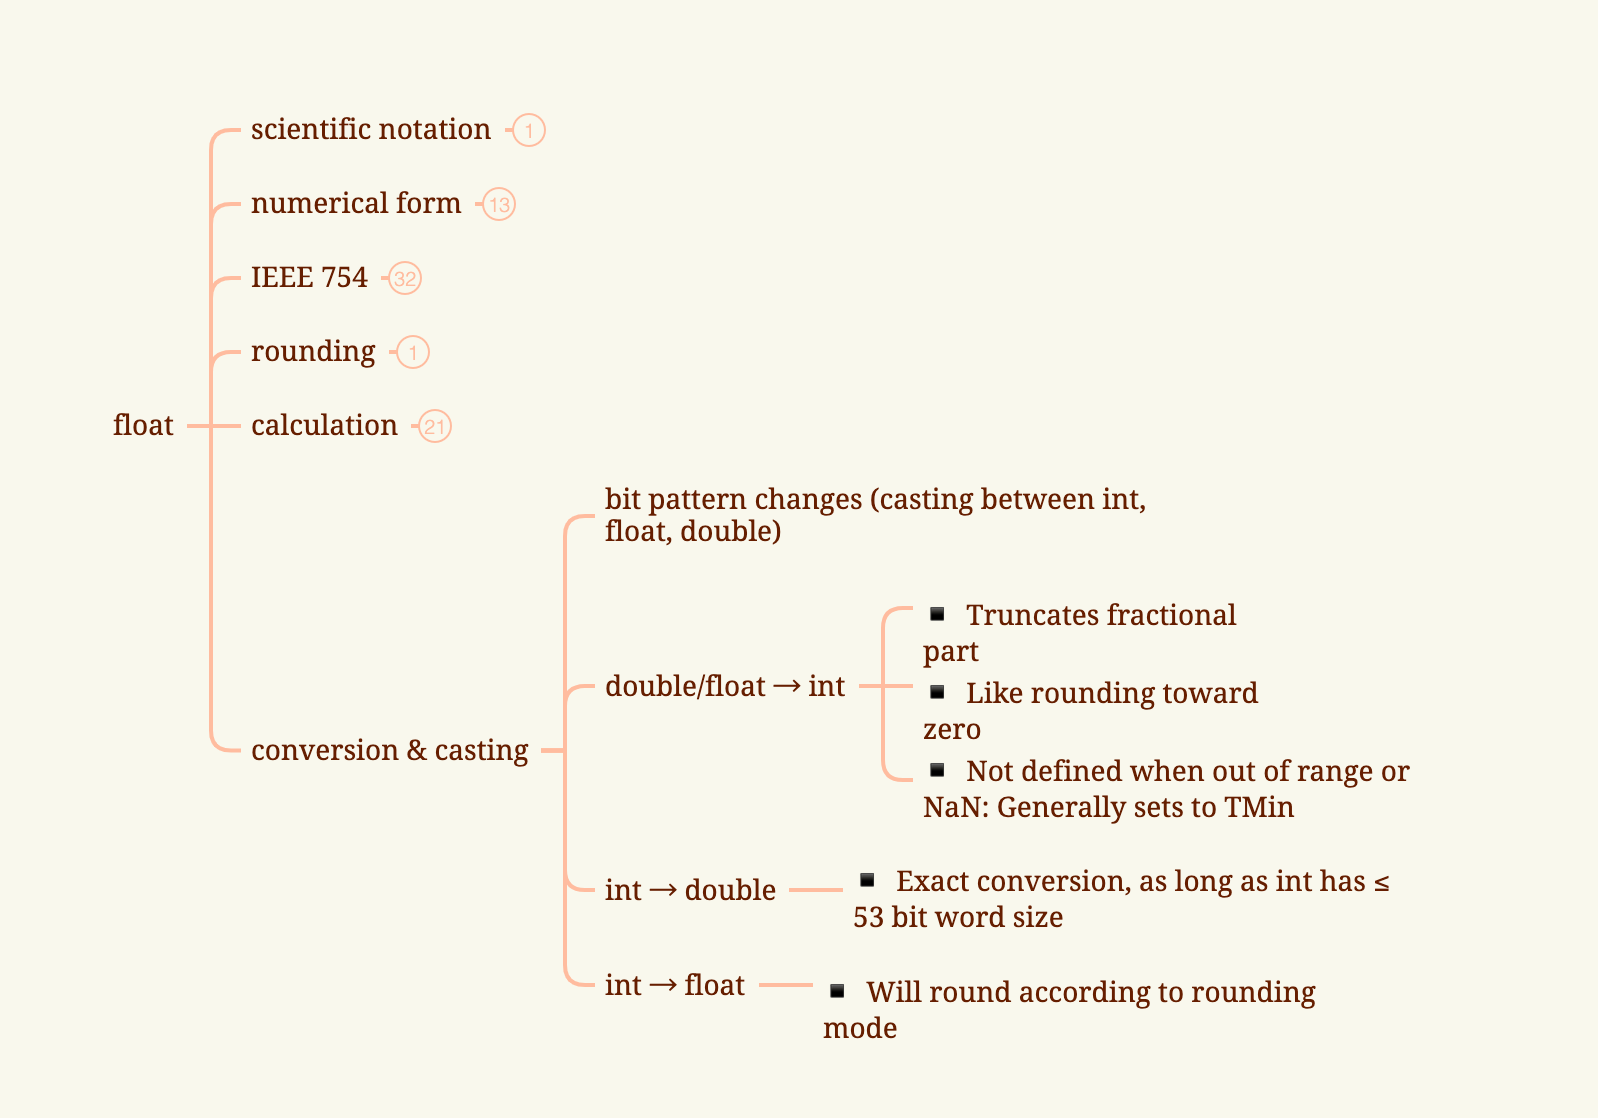 scientific notation 1
numerical form 13
IEEE 754 32
rounding 1
float
calculation 21
bit pattern changes (casting between int,
float, double)
▪ Truncates fractional
part
double/float → int
▪ Like rounding toward
zero
conversion & casting
▪ Not defined when out of range or
NaN: Generally sets to TMin
int → double
▪ Exact conversion, as long as int has ≤
53 bit word size
int → float
▪ Will round according to rounding
mode